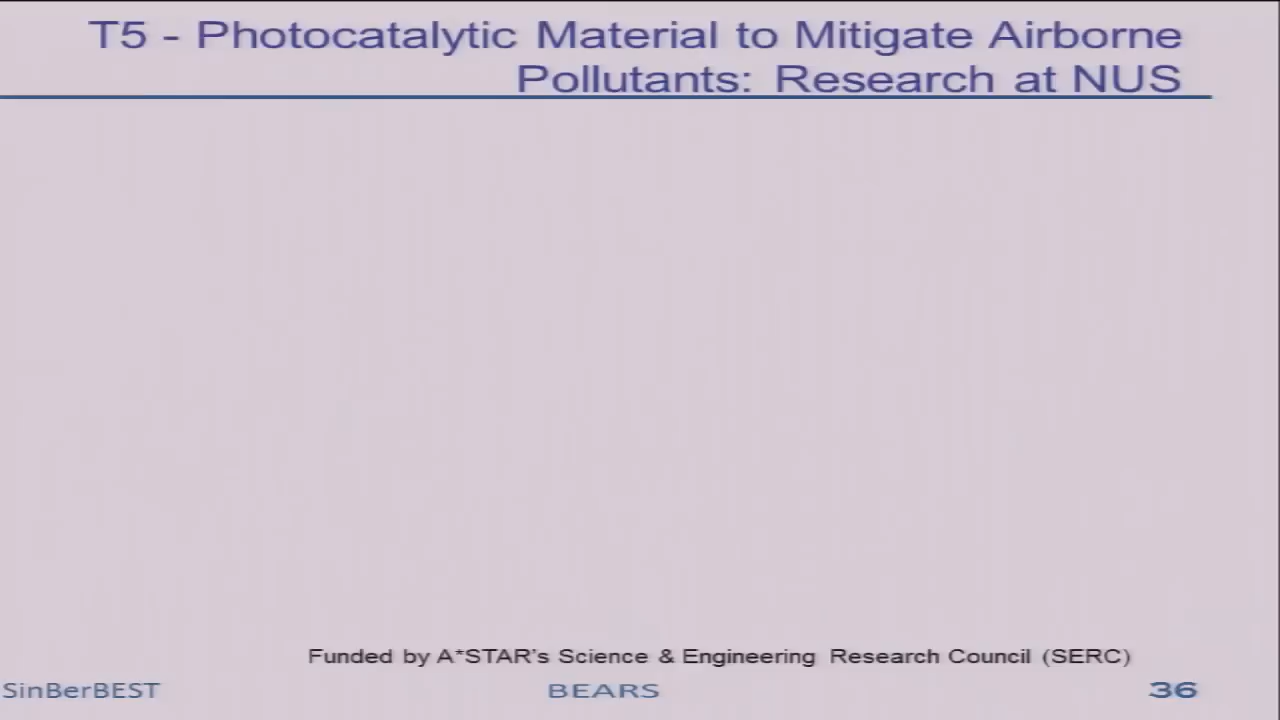 T5 - Photocatalytic Material to Mitigate Airborne
Pollutants: Research at NUS
Funded by A*STAR's Science & Engineering Research Council (SERC)
SinBerBEST
BEARS
36